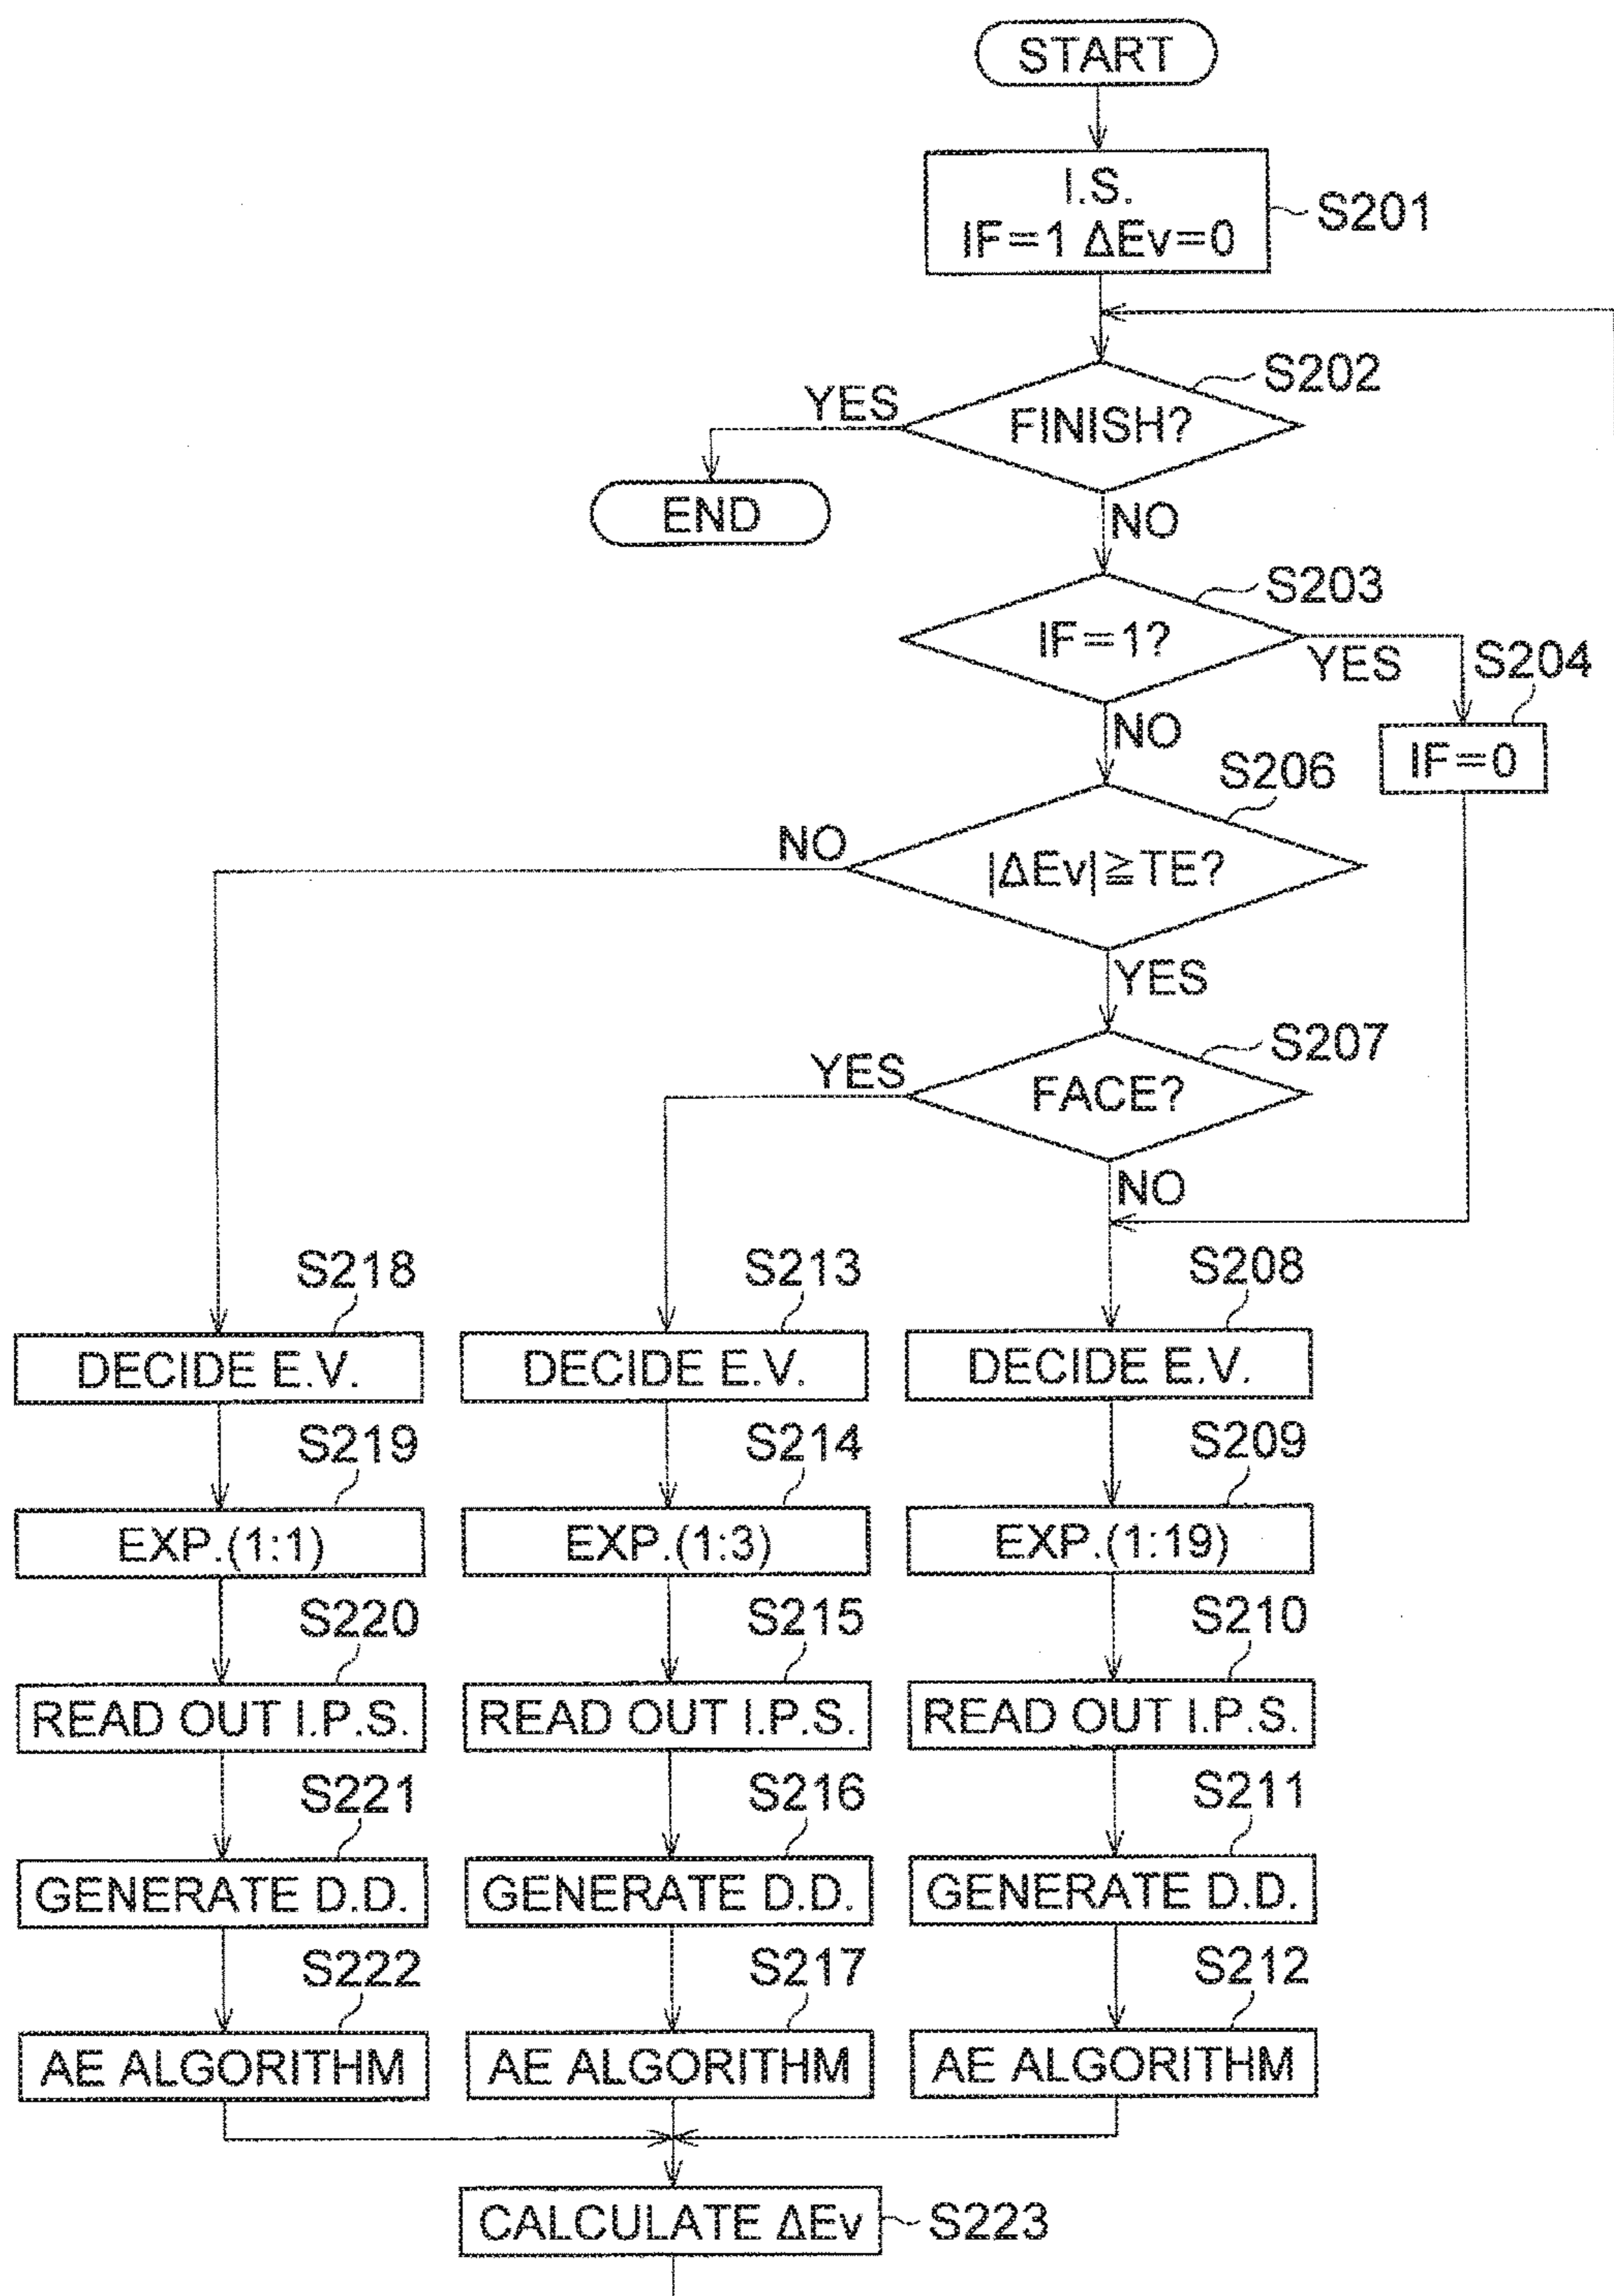 START
I.S.
IF=1 ΔEv=0
S201
S202
YES
FINISH?
END
NO
S203
IF=1?
YES
S204
NO
IF=0
S206
NO
|ΔEv|≧TE?
YES
S207
YES
FACE?
NO
S218
S213
S208
DECIDE E.V.
DECIDE E.V.
DECIDE E.V.
S219
S214
S209
EXP.(1:1)
EXP.(1:3)
EXP.(1:19)
S220
S215
S210
READ OUT I.P.S.
READ OUT I.P.S.
READ OUT I.P.S.
S221
S216
S211
GENERATE D.D.
GENERATE D.D.
GENERATE D.D.
S222
S217
S212
AE ALGORITHM
AE ALGORITHM
AE ALGORITHM
CALCULATE ΔEv
S223